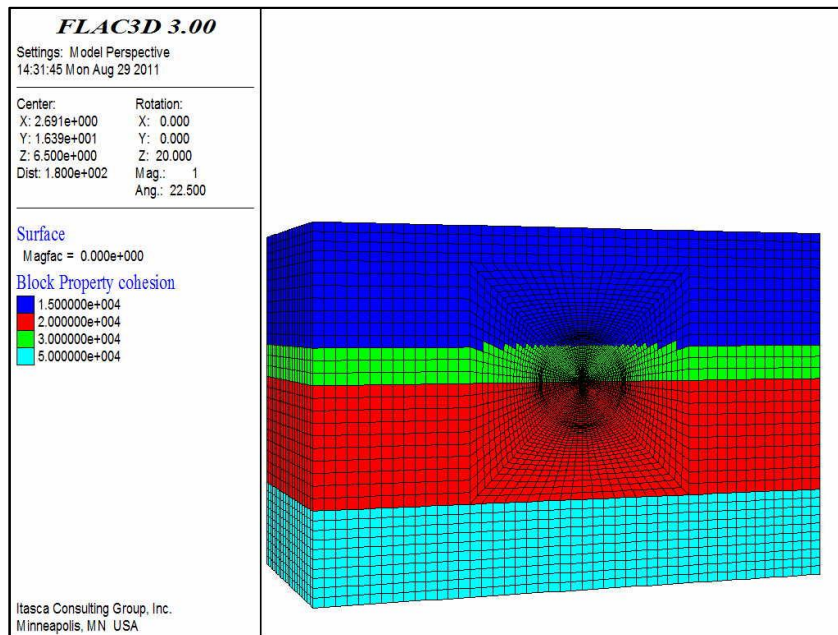 FLAC3D 3.00
Settings: Model Perspective
14:31:45 Mon Aug 29 2011
Center: Rotation:
X: 2.691e+000 X: 0.000
Y: 1.639e+001 Y: 0.000
Z: 6.500e+000 Z: 20.000
Dist: 1.800e+002 Mag.: 1
Ang.: 22.500
Surface
Magfac = 0.000e+000
Block Property cohesion
1.500000e+004
2.000000e+004
3.000000e+004
5.000000e+004
Itasca Consulting Group, Inc.
Minneapolis, MN USA